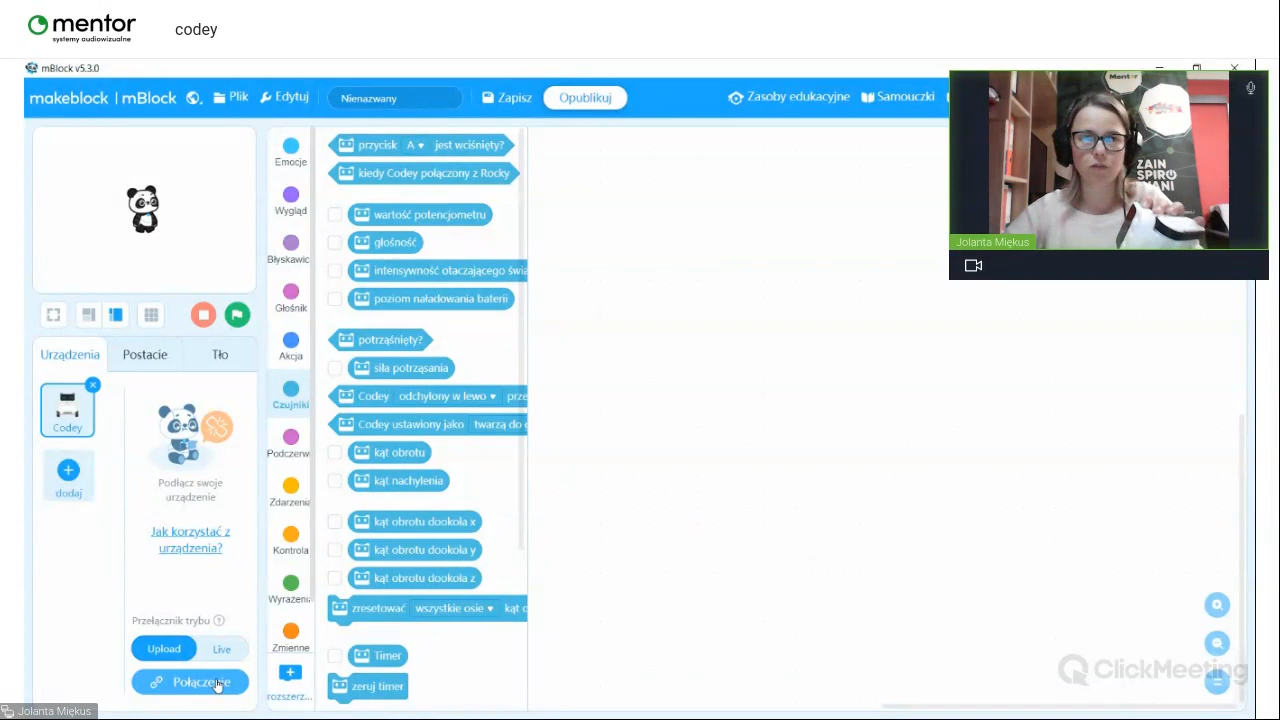 mentor
systemy audiowizualne
codey
mBlock v5.3.0
makeblock | mBlock
Plik
Edytuj
Nienazwany
Zapisz
Opublikuj
Zasoby edukacyjne
Samouczki
Mentor
ZAIN
SPIRO
WANI
Jolanta Miękus
Emocje
Wygląd
Błyskawic
Głośnik
Akcja
Czujniki
Podczerw
Zdarzenia
Kontrola
Wyrażenia
Zmienne
rozszerz...
przycisk A jest wciśnięty?
kiedy Codey połączony z Rocky
wartość potencjometru
głośność
intensywność otaczającego świa
poziom naładowania baterii
potrząśnięty?
siła potrząsania
Codey odchylony w lewo prze
Codey ustawiony jako twarzą do
kąt obrotu
kąt nachylenia
kąt obrotu dookoła x
kąt obrotu dookoła y
kąt obrotu dookoła z
zresetować wszystkie osie kąt o
Timer
zeruj timer
Urządzenia
Postacie
Tło
Codey
dodaj
Podłącz swoje
urządzenie
Jak korzystać z
urządzenia?
Przełącznik trybu
Upload
Live
Połączenie
ClickMeeting
Jolanta Miękus